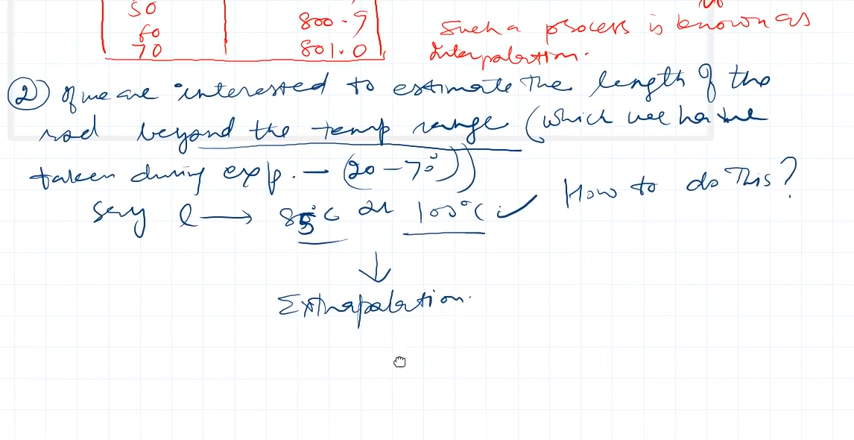 50
60 800.9
70 801.0
Such a process is known as
Interpolation.
② If we are interested to estimate the length of the
rod beyond the temp range (which we have
taken during exp. - (20-70°))
say l → 85°C or 100°C ✓ How to do this?
↓
Extrapolation.